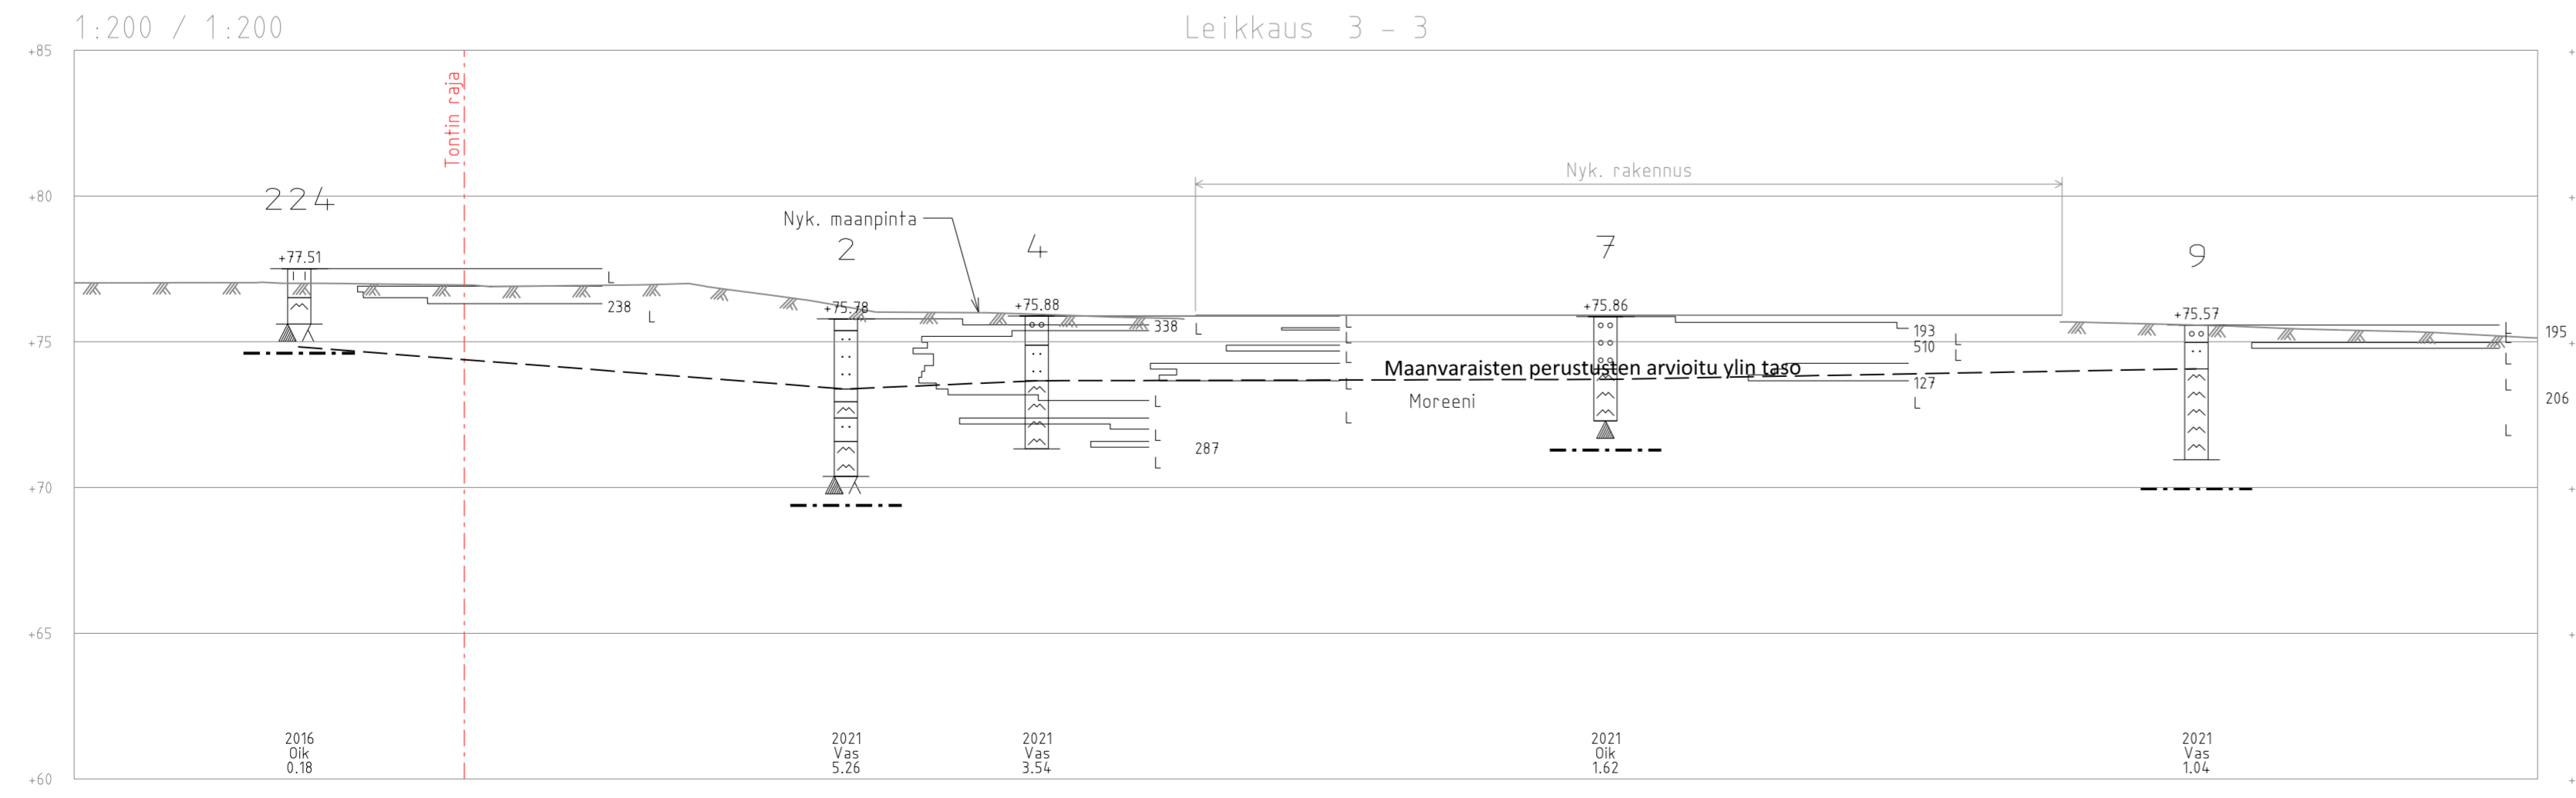 1:200 / 1:200
Leikkaus 3 - 3
+85
Tontin raja
+80
Nyk. rakennus
224
Nyk. maanpinta
2
4
7
9
+77.51
+75.78
+75.88
+75.86
+75.57
L
238
L
338
L
L
L
L
L
L
193
510
L
L
L
L
L
L
195
+75
Maanvaraisten perustusten arvioitu ylin taso
127
L
Moreeni
206
L
L
287
L
L
+70
+65
+60
2016
Oik
0.18
2021
Vas
5.26
2021
Vas
3.54
2021
Oik
1.62
2021
Vas
1.04
+
+
+
+
+
+